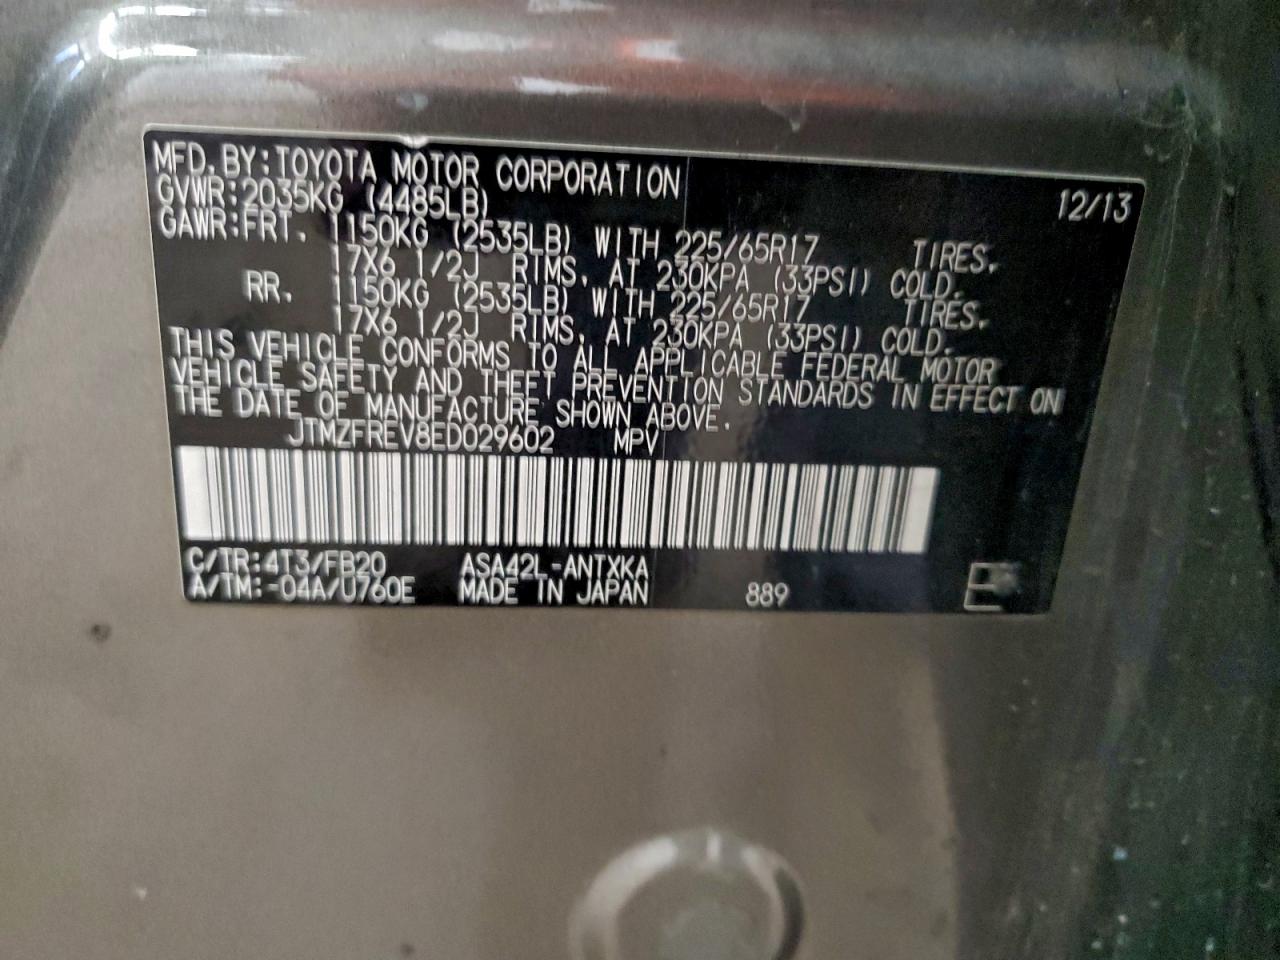 MFD.BY:TOYOTA MOTOR CORPORATION 12/13
GVWR:2035KG (4485LB)
GAWR:FRT. 1150KG (2535LB) WITH 225/65R17 TIRES,
17X6 1/2J RIMS, AT 230KPA (33PSI) COLD.
RR. 1150KG (2535LB) WITH 225/65R17 TIRES,
17X6 1/2J RIMS, AT 230KPA (33PSI) COLD.
THIS VEHICLE CONFORMS TO ALL APPLICABLE FEDERAL MOTOR
VEHICLE SAFETY AND THEFT PREVENTION STANDARDS IN EFFECT ON
THE DATE OF MANUFACTURE SHOWN ABOVE.
JTMZFREV8ED029602 MPV
C/TR:4T3/FB20 ASA42L-ANTXKA
A/TM:-04A/U760E MADE IN JAPAN 889